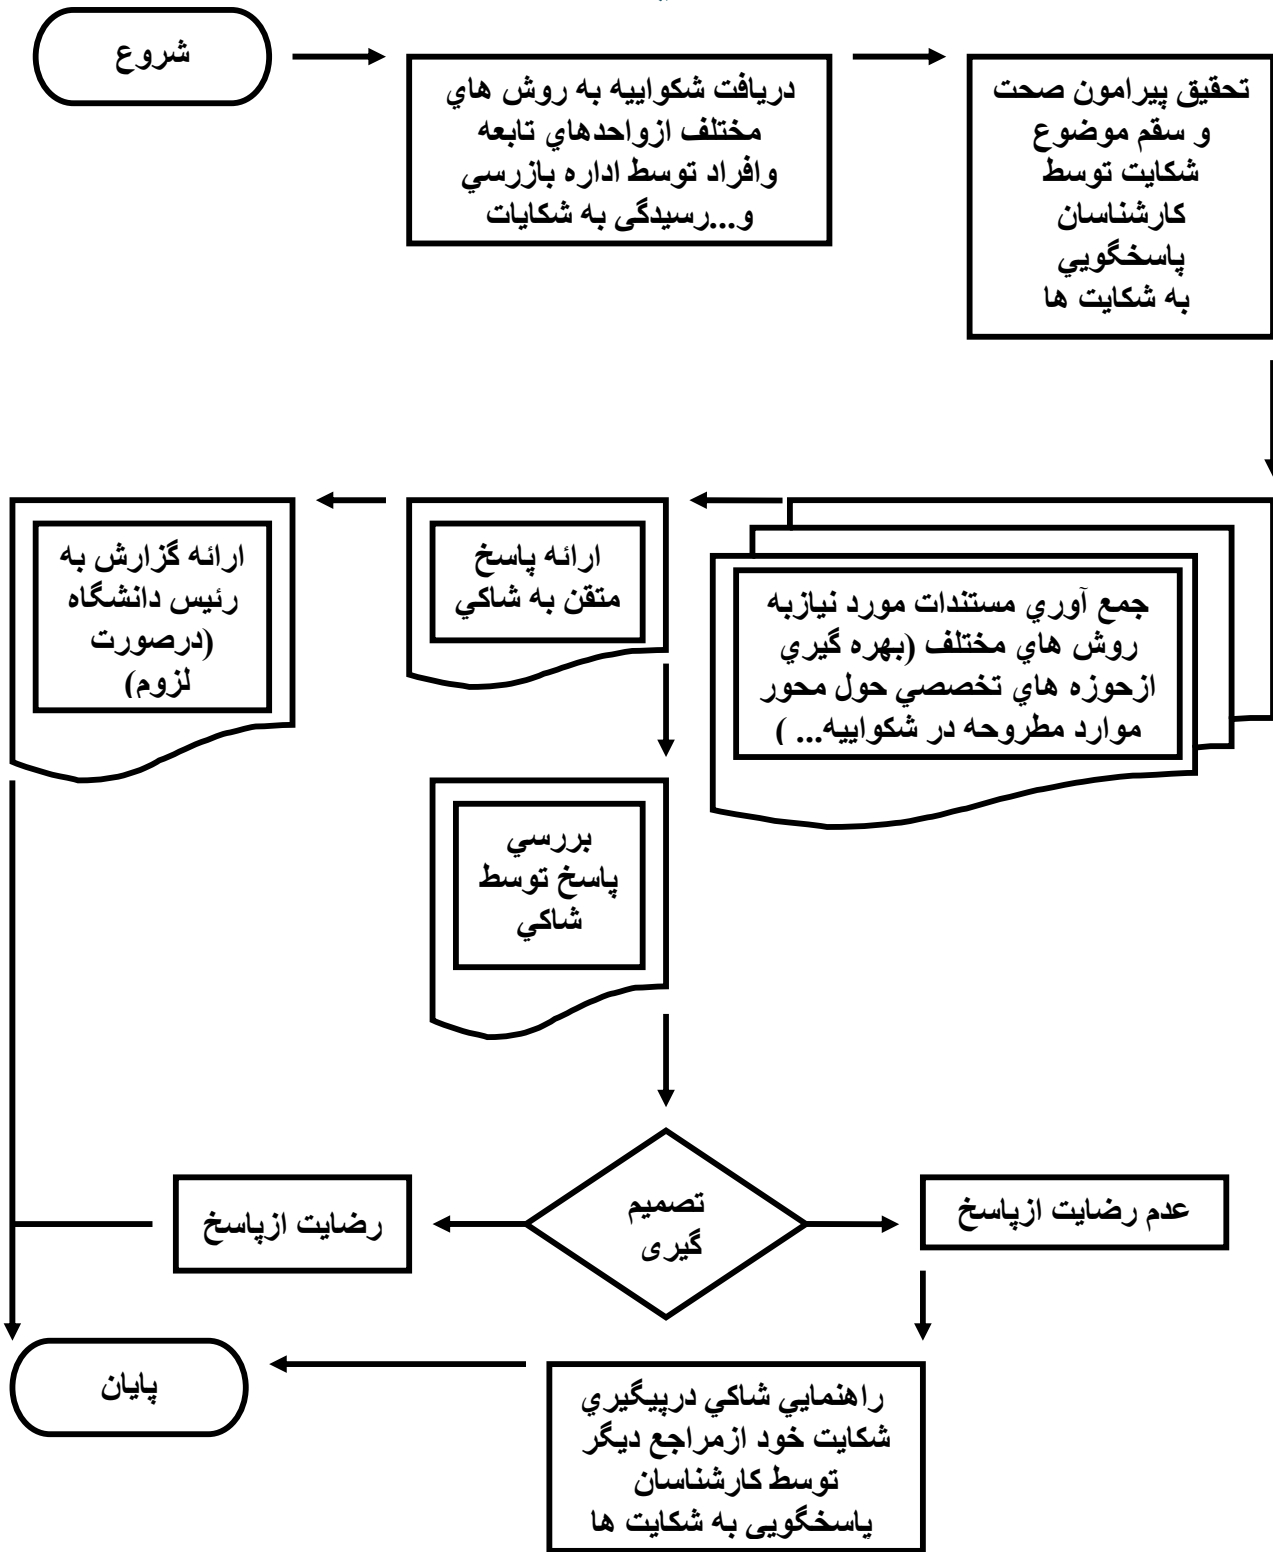 شروع
دريافت شكواييه به روش هاي
مختلف ازواحدهاي تابعه
وافراد توسط اداره بازرسي
و...رسيدگی به شكايات
تحقيق پيرامون صحت
و سقم موضوع
شكايت توسط
كارشناسان
پاسخگويي
به شكايت ها
جمع آوري مستندات مورد نيازبه
روش هاي مختلف (بهره گيري
ازحوزه هاي تخصصي حول محور
موارد مطروحه در شكواييه... )
ارائه پاسخ
متقن به شاكي
ارائه گزارش به
رئيس دانشگاه
(درصورت
لزوم)
بررسي
پاسخ توسط
شاكي
تصميم
گيری
عدم رضايت ازپاسخ
رضايت ازپاسخ
راهنمايي شاكي درپيگيري
شكايت خود ازمراجع ديگر
توسط كارشناسان
پاسخگويی به شكايت ها
پايان